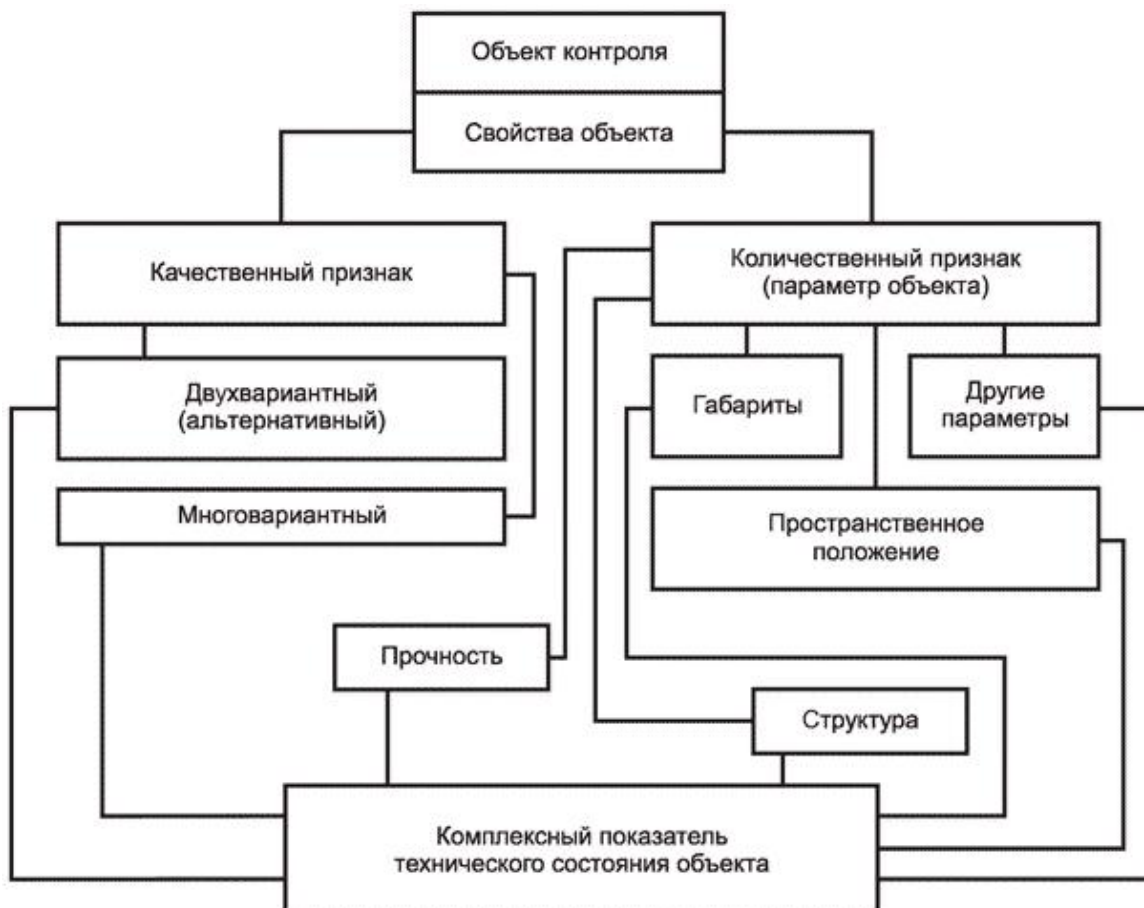 Объект контроля
Свойства объекта
Качественный признак
Количественный признак
(параметр объекта)
Двухвариантный
(альтернативный)
Габариты
Другие
параметры
Многовариантный
Пространственное
положение
Прочность
Структура
Комплексный показатель
технического состояния объекта